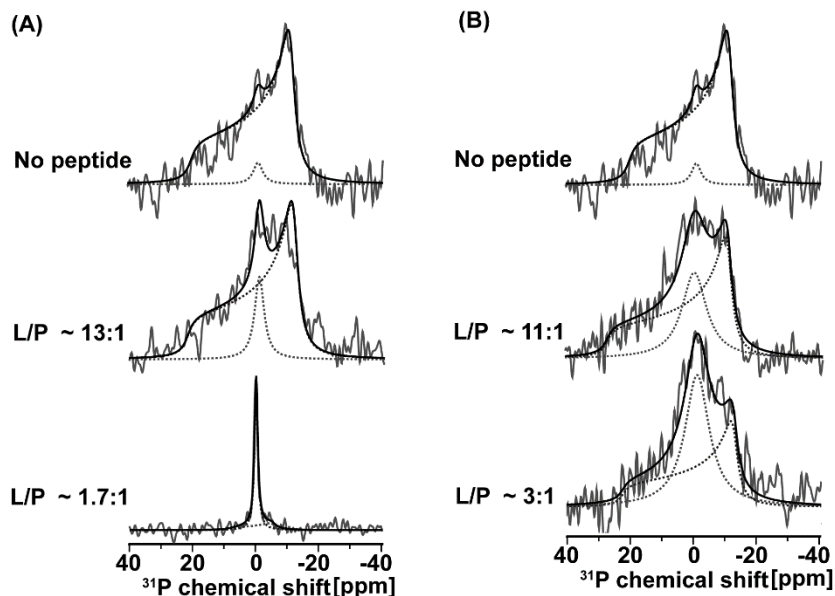 (A)
No peptide
L/P ~ 13:1
L/P ~ 1.7:1
40 20 0 -20 -40
³¹P chemical shift[ppm]
(B)
No peptide
L/P ~ 11:1
L/P ~ 3:1
40 20 0 -20 -40
³¹P chemical shift[ppm]